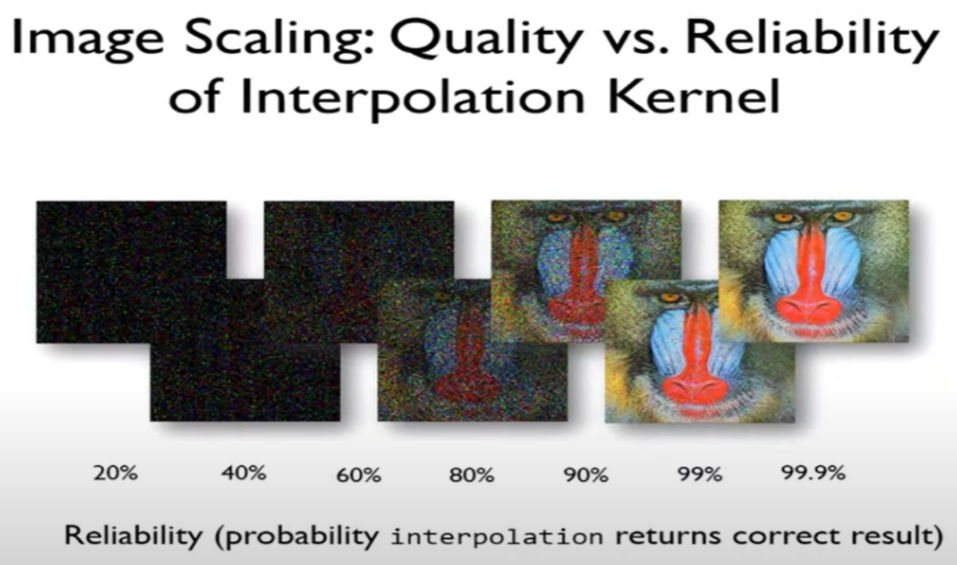 Image Scaling: Quality vs. Reliability
of Interpolation Kernel
20% 40% 60% 80% 90% 99% 99.9%
Reliability (probability interpolation returns correct result)